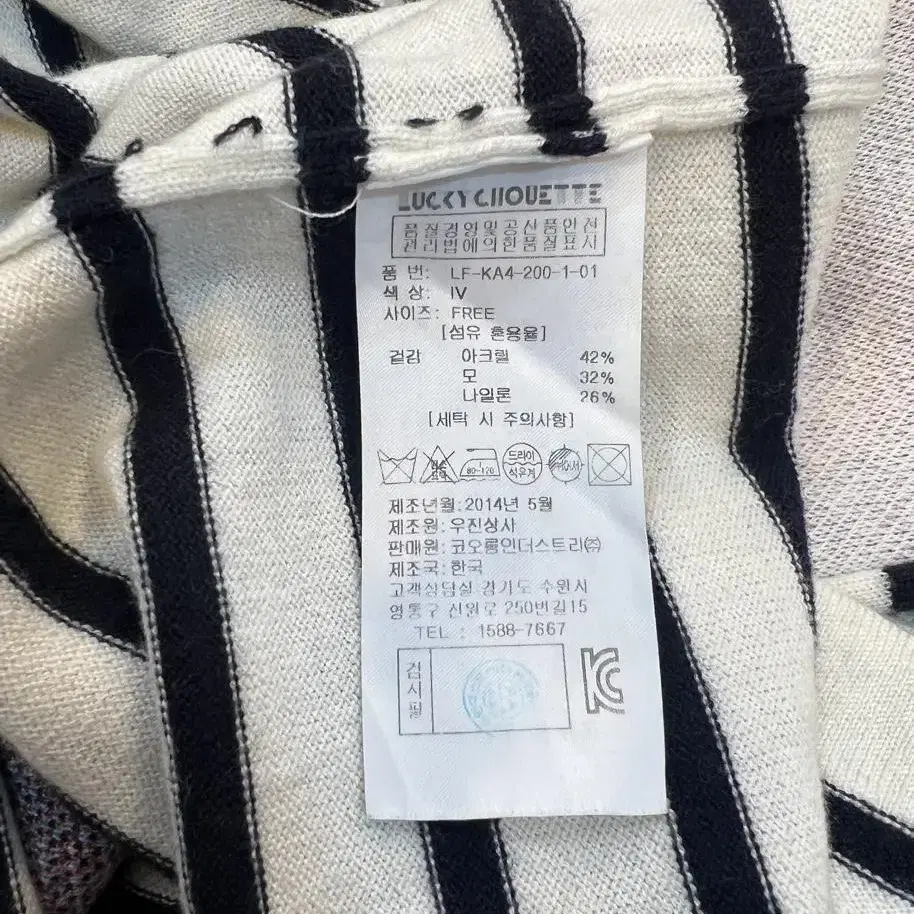 LUCKY CHOUETTE
품질경영및공산품안전
관리법에의한품질표시
품 번: LF-KA4-200-1-01
색 상: IV
사이즈: FREE
[섬유 혼용율]
겉감 아크릴 42%
모 32%
나일론 26%
[세탁 시 주의사항]
80~120 드라이 석유계
제조년월:2014년 5월
제조원:우진상사
판매원:코오롱인더스트리㈜
제조국:한국
고객상담실 경기도 수원시
영통구 신원로 250번길15
TEL : 1588-7667
검사필
KC